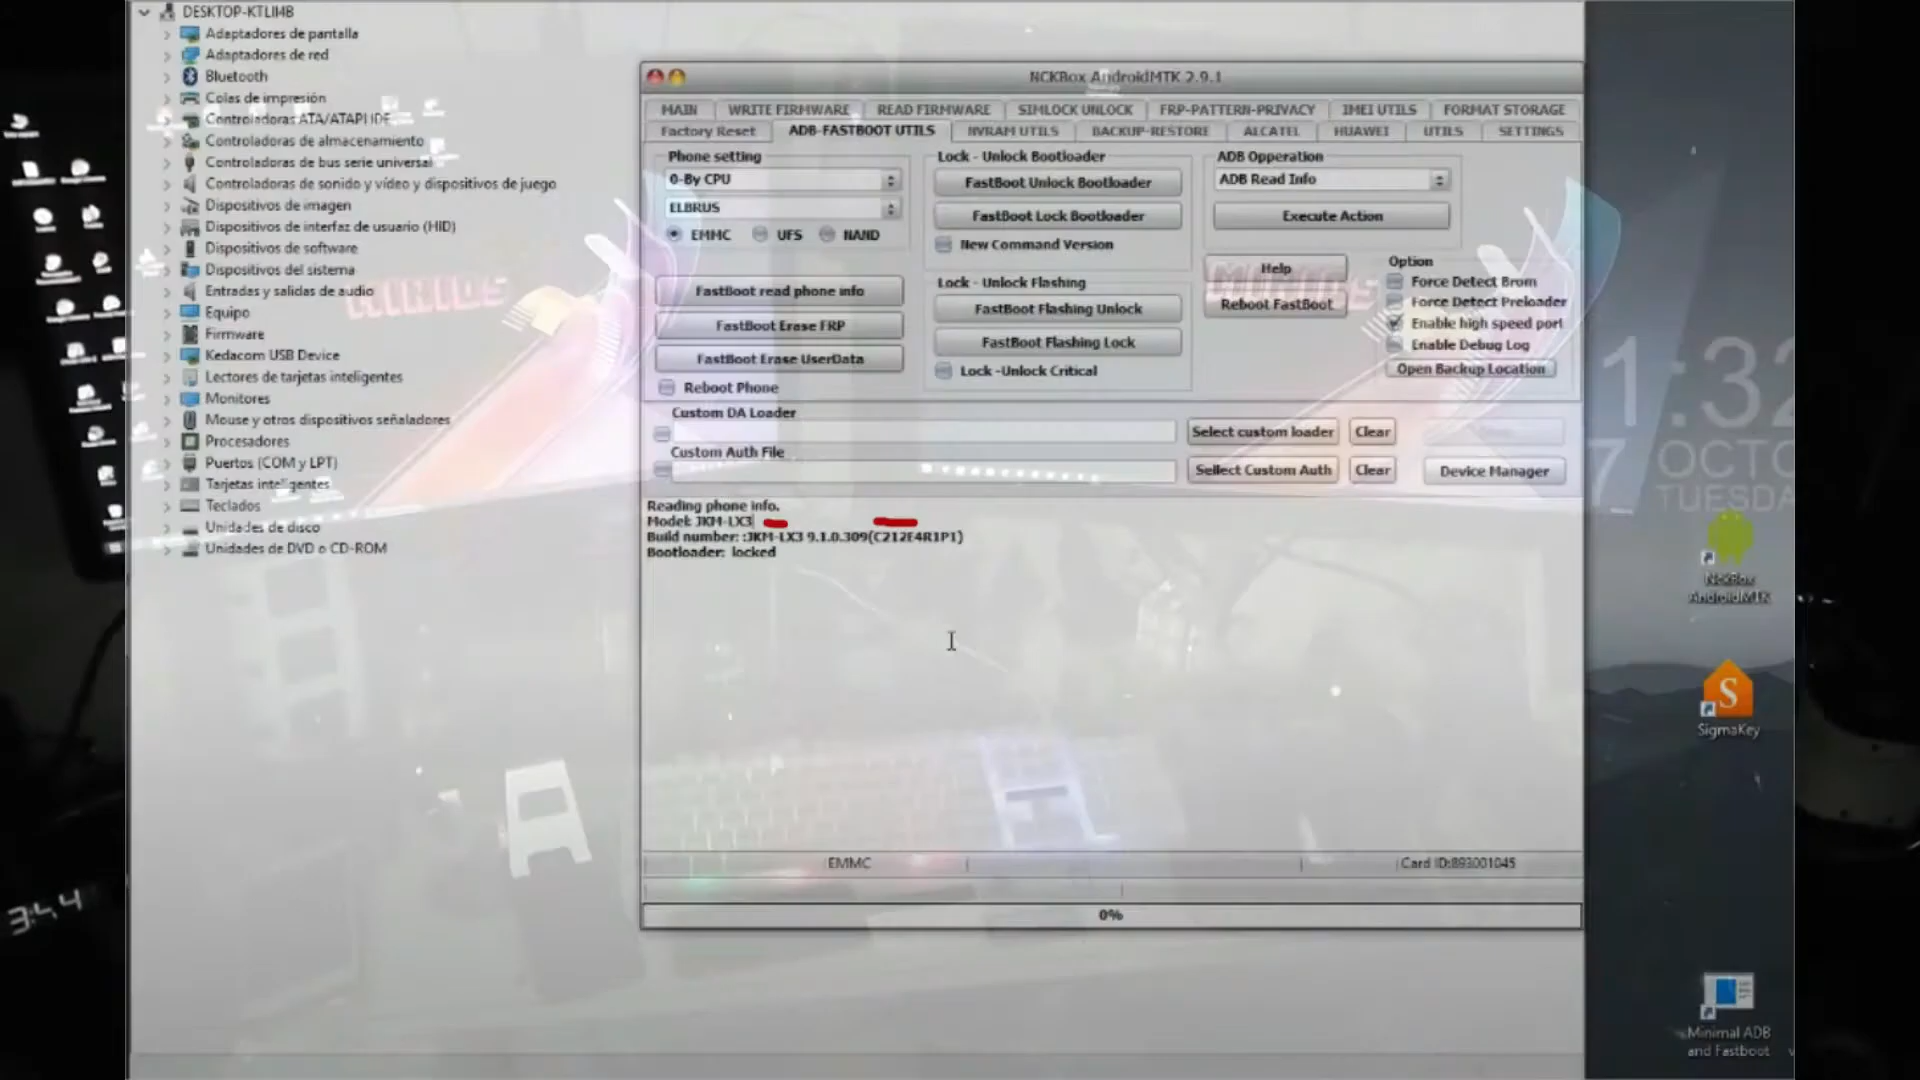 DESKTOP-KTLII4B
Adaptadores de pantalla
Adaptadores de red
Bluetooth
Colas de impresión
Controladoras ATA/ATAPI IDE
Controladoras de almacenamiento
Controladoras de bus serie universal
Controladoras de sonido y vídeo y dispositivos de juego
Dispositivos de imagen
Dispositivos de interfaz de usuario (HID)
Dispositivos de software
Dispositivos del sistema
Entradas y salidas de audio
Equipo
Firmware
Kedacom USB Device
Lectores de tarjetas inteligentes
Monitores
Mouse y otros dispositivos señaladores
Procesadores
Puertos (COM y LPT)
Tarjetas inteligentes
Teclados
Unidades de disco
Unidades de DVD o CD-ROM
NCKBox AndroidMTK 2.9.1
MAIN WRITE FIRMWARE READ FIRMWARE SIMLOCK UNLOCK FRP-PATTERN-PRIVACY IMEI UTILS FORMAT STORAGE
Factory Reset ADB-FASTBOOT UTILS NVRAM UTILS BACKUP-RESTORE ALCATEL HUAWEI UTILS SETTINGS
Phone setting
0-By CPU
ELBRUS
EMMC UFS NAND
FastBoot read phone info
FastBoot Erase FRP
FastBoot Erase UserData
Reboot Phone
Lock - Unlock Bootloader
FastBoot Unlock Bootloader
FastBoot Lock Bootloader
New Command Version
Lock - Unlock Flashing
FastBoot Flashing Unlock
FastBoot Flashing Lock
Lock -Unlock Critical
ADB Opperation
ADB Read Info
Execute Action
Help
Reboot FastBoot
Option
Force Detect Brom
Force Detect Preloader
Enable high speed port
Enable Debug Log
Open Backup Location
Custom DA Loader
Select custom loader Clear
Custom Auth File
Sellect Custom Auth Clear
Device Manager
Reading phone info.
Model: JKM-LX3
Build number: :JKM-LX3 9.1.0.309(C212E4R1P1)
Bootloader: locked
EMMC
Card ID:893001045
0%
1:32
7 OCTO
TUESDA
NckBox
AndroidMTK
SigmaKey
Minimal ADB
and Fastboot
3:44